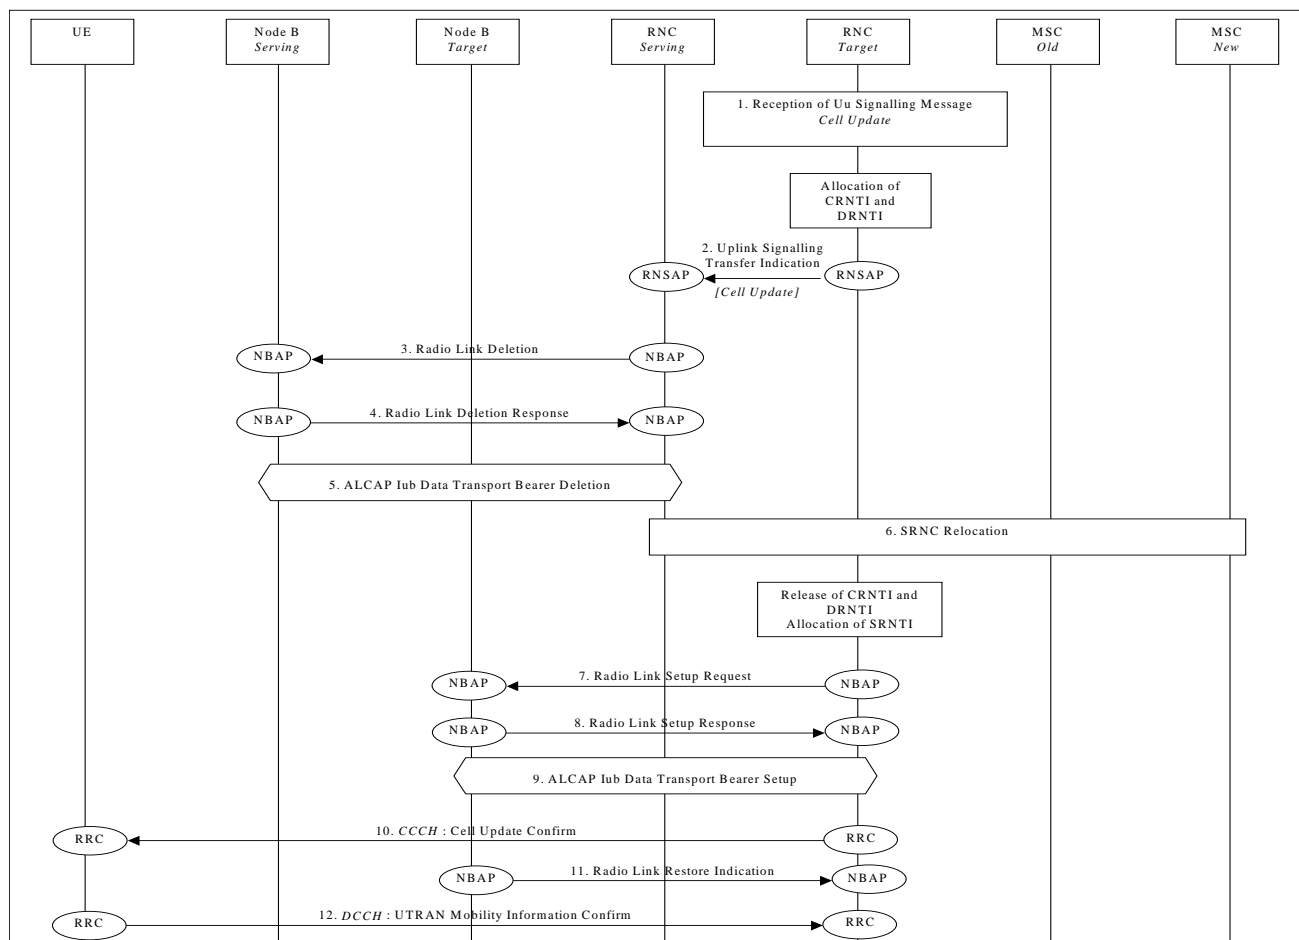 UE
Node B
Serving
Node B
Target
RNC
Serving
RNC
Target
MSC
Old
MSC
New
1. Reception of Uu Signalling Message
Cell Update
Allocation of
CRNTI and
DRNTI
2. Uplink Signalling
Transfer Indication
RNSAP
RNSAP
[Cell Update]
NBAP
3. Radio Link Deletion
NBAP
NBAP
4. Radio Link Deletion Response
NBAP
5. ALCAP Iub Data Transport Bearer Deletion
6. SRNC Relocation
Release of CRNTI and
DRNTI
Allocation of SRNTI
NBAP
7. Radio Link Setup Request
NBAP
NBAP
8. Radio Link Setup Response
NBAP
9. ALCAP Iub Data Transport Bearer Setup
RRC
10. CCCH : Cell Update Confirm
RRC
NBAP
11. Radio Link Restore Indication
NBAP
RRC
12. DCCH : UTRAN Mobility Information Confirm
RRC